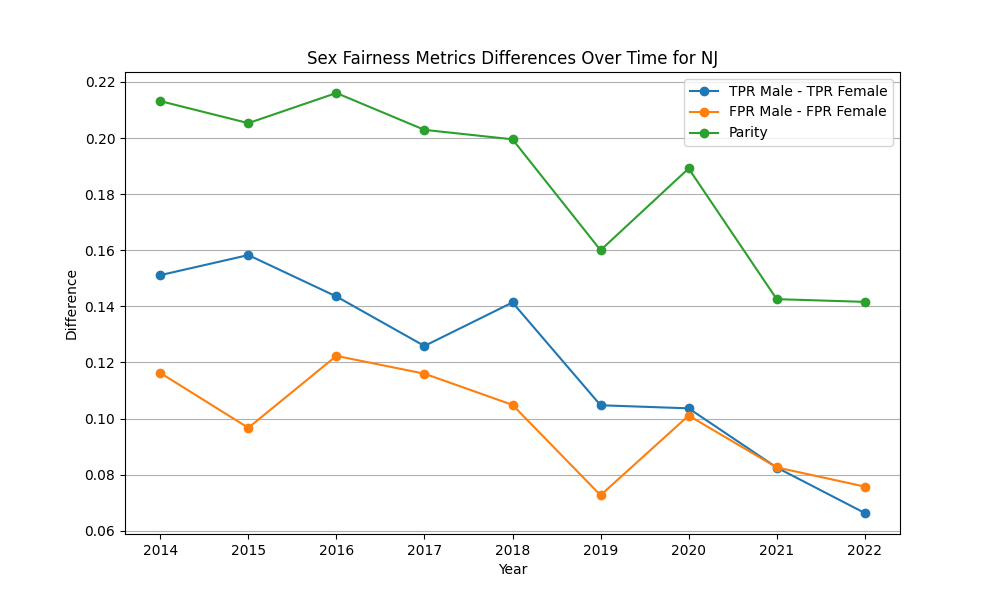 Sex Fairness Metrics Differences Over Time for NJ
TPR Male - TPR Female
FPR Male - FPR Female
Parity
0.22
0.20
0.18
0.16
0.14
0.12
0.10
0.08
0.06
Difference
2014 2015 2016 2017 2018 2019 2020 2021 2022
Year